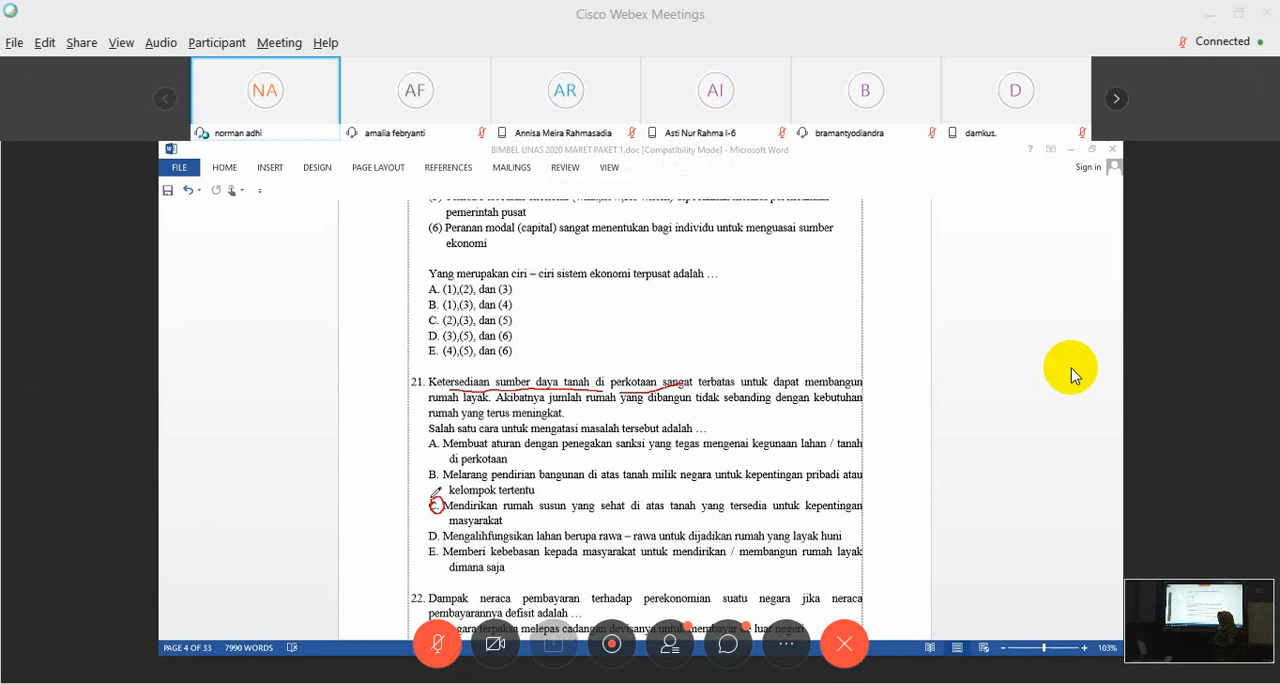 Cisco Webex Meetings
File Edit Share View Audio Participant Meeting Help
Connected
NA AF AR AI B D
norman adhi amalia febryanti Annisa Meira Rahmasadia Asti Nur Rahma I-6 bramantyodiandra damkus.
BIMBEL UNAS 2020 MARET PAKET 1.doc [Compatibility Mode] - Microsoft Word
FILE HOME INSERT DESIGN PAGE LAYOUT REFERENCES MAILINGS REVIEW VIEW Sign in
pemerintah pusat
(6) Peranan modal (capital) sangat menentukan bagi individu untuk menguasai sumber
ekonomi
Yang merupakan ciri – ciri sistem ekonomi terpusat adalah …
A. (1),(2), dan (3)
B. (1),(3), dan (4)
C. (2),(3), dan (5)
D. (3),(5), dan (6)
E. (4),(5), dan (6)
21. Ketersediaan sumber daya tanah di perkotaan sangat terbatas untuk dapat membangun
rumah layak. Akibatnya jumlah rumah yang dibangun tidak sebanding dengan kebutuhan
rumah yang terus meningkat.
Salah satu cara untuk mengatasi masalah tersebut adalah …
A. Membuat aturan dengan penegakan sanksi yang tegas mengenai kegunaan lahan / tanah
di perkotaan
B. Melarang pendirian bangunan di atas tanah milik negara untuk kepentingan pribadi atau
kelompok tertentu
C. Mendirikan rumah susun yang sehat di atas tanah yang tersedia untuk kepentingan
masyarakat
D. Mengalihfungsikan lahan berupa rawa – rawa untuk dijadikan rumah yang layak huni
E. Memberi kebebasan kepada masyarakat untuk mendirikan / membangun rumah layak
dimana saja
22. Dampak neraca pembayaran terhadap perekonomian suatu negara jika neraca
pembayarannya defisit adalah …
terpaksa melepas cadangan devisanya untuk membayar ke luar negeri
PAGE 4 OF 33 7990 WORDS 103%